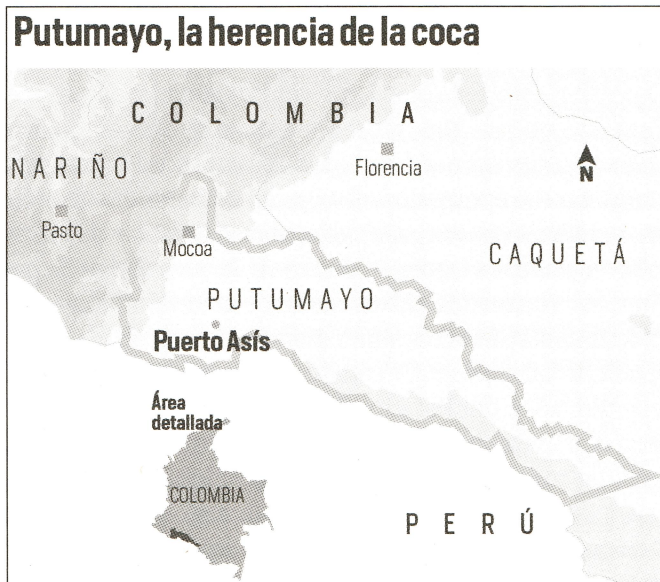 Putumayo, la herencia de la coca
COLOMBIA
NARIÑO
Florencia
N
Pasto
Mocoa
CAQUETÁ
PUTUMAYO
Puerto Asís
Área
detallada
COLOMBIA
PERÚ